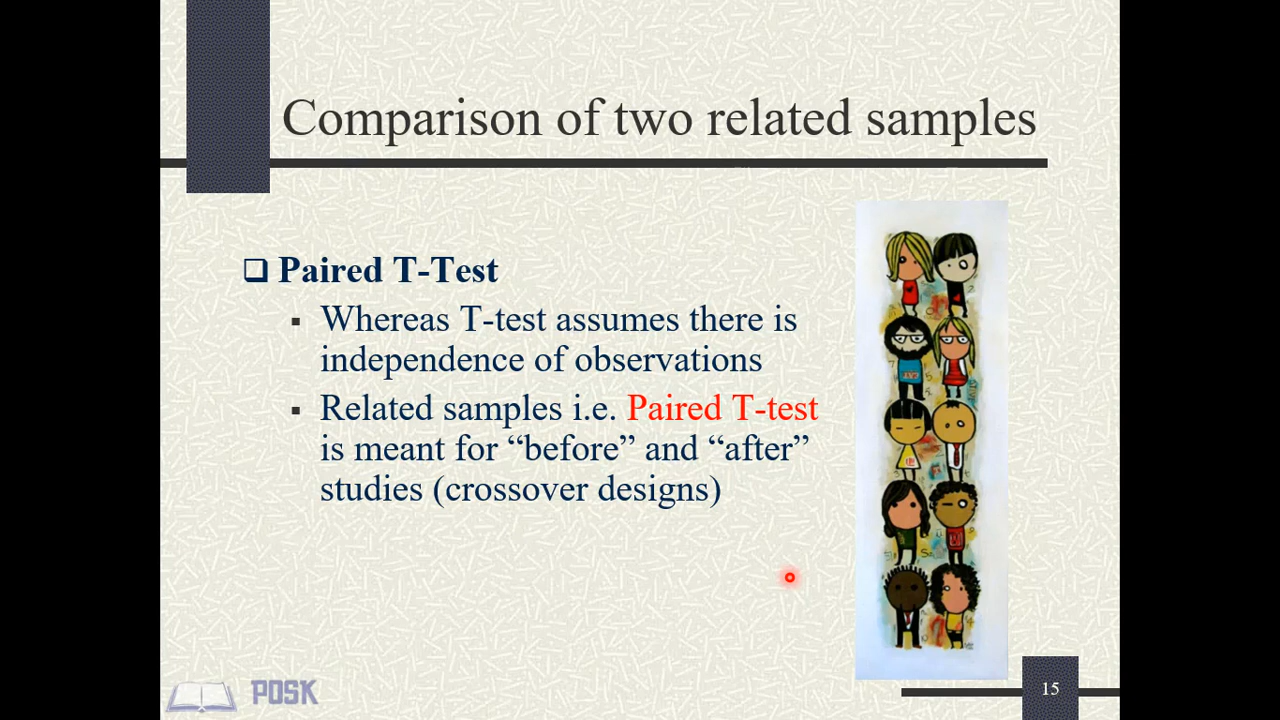 Comparison of two related samples
Paired T-Test
Whereas T-test assumes there is
independence of observations
Related samples i.e. Paired T-test
is meant for “before” and “after”
studies (crossover designs)
POSK
15